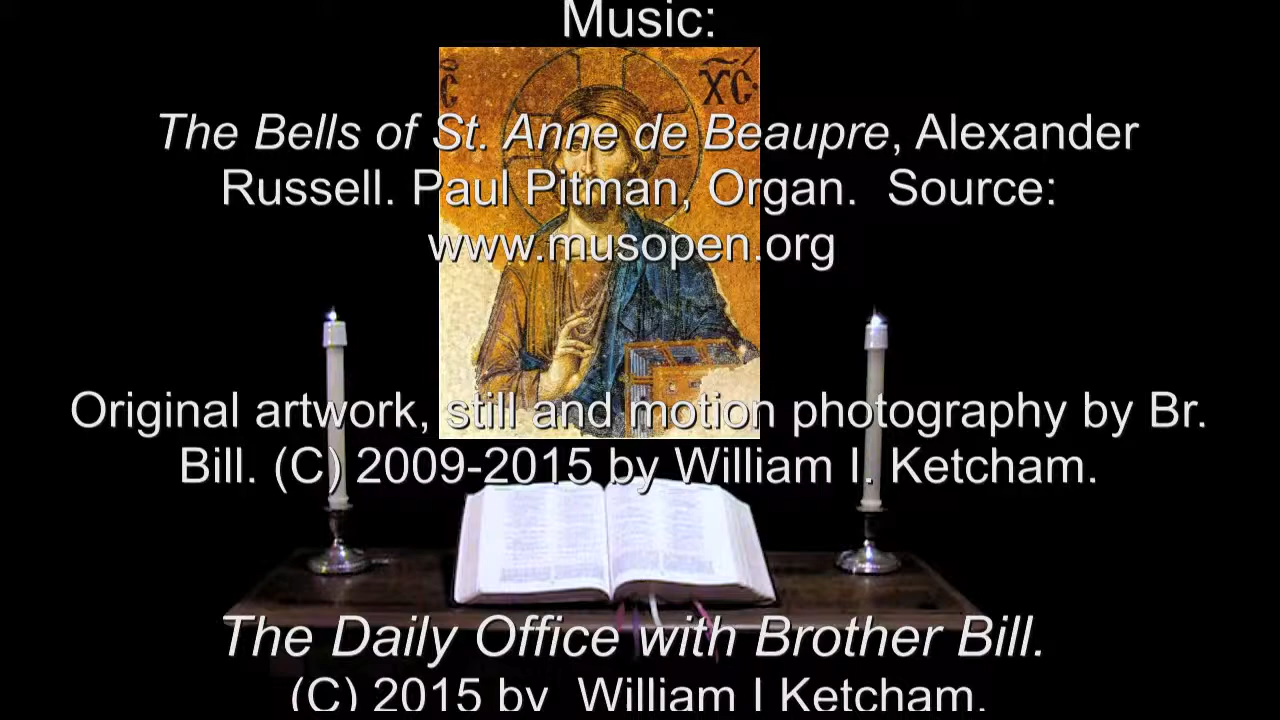 Music:
C ΧC
The Bells of St. Anne de Beaupre, Alexander
Russell. Paul Pitman, Organ.  Source:
www.musopen.org
Original artwork, still and motion photography by Br.
Bill. (C) 2009-2015 by William I. Ketcham.
The Daily Office with Brother Bill.
(C) 2015 by  William I Ketcham.